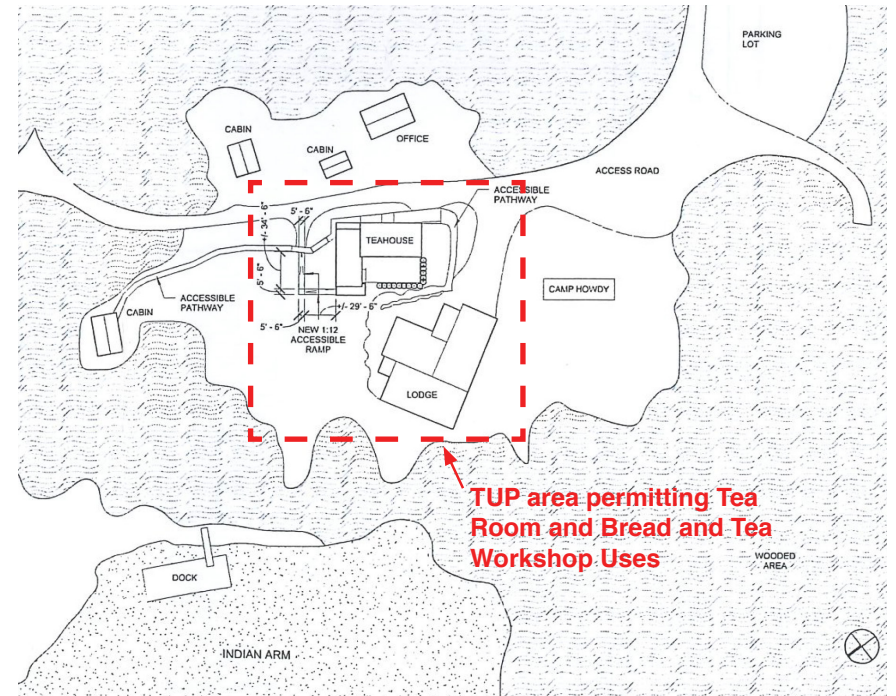 PARKING
LOT
CABIN
CABIN
OFFICE
ACCESS ROAD
ACCESSIBLE
PATHWAY
5' - 6"
+/- 34' - 6"
TEAHOUSE
5' - 6"
ACCESSIBLE
PATHWAY
CABIN
+/- 29' - 6"
5' - 6"
NEW 1:12
ACCESSIBLE
RAMP
CAMP HOWDY
LODGE
TUP area permitting Tea
Room and Bread and Tea
Workshop Uses
WOODED
AREA
DOCK
INDIAN ARM